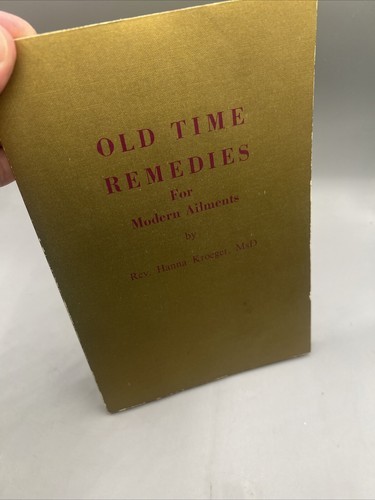 OLD TIME
REMEDIES
For
Modern Ailments
by
Rev. Hanna Kroeger, MsD